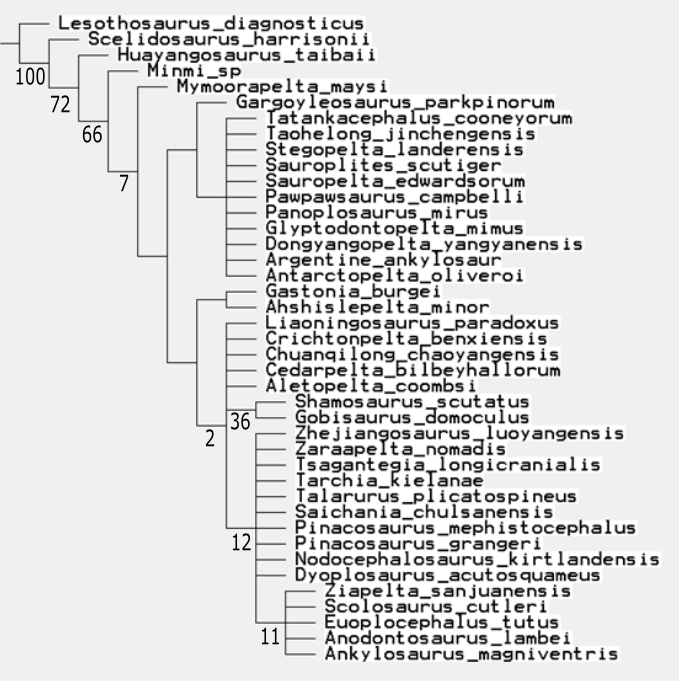 Lesothosaurus_diagnosticus
Scelidosaurus_harrisonii
Huayangosaurus_taibaii
100
Minmi_sp
Mymoorapelta_maysi
72
Gargoyleosaurus_parkpinorum
Tatankacephalus_cooneyorum
66
Taohelong_jinchengensis
Stegopelta_landerensis
Sauroplites_scutiger
Sauropelta_edwardsorum
7
Pawpawsaurus_campbelli
Panoplosaurus_mirus
Glyptodontopelta_mimus
Dongyangopelta_yangyanensis
Argentine_ankylosaur
Antarctopelta_oliveroi
Gastonia_burgei
Ahshislepelta_minor
Liaoningosaurus_paradoxus
Crichtonpelta_benxiensis
Chuanqilong_chaoyangensis
Cedarpelta_bilbeyhallorum
Aletopelta_coombsi
Shamosaurus_scutatus
36
Gobisaurus_domoculus
2
Zhejiangosaurus_luoyangensis
Zaraapelta_nomadis
Tsagantegia_longicranialis
Tarchia_kielanae
Talarurus_plicatospineus
Saichania_chulsanensis
Pinacosaurus_mephistocephalus
12
Pinacosaurus_grangeri
Nodocephalosaurus_kirtlandensis
Dyoplosaurus_acutosquameus
Ziapelta_sanjuanensis
Scolosaurus_cutleri
Euoplocephalus_tutus
11
Anodontosaurus_lambei
Ankylosaurus_magniventris